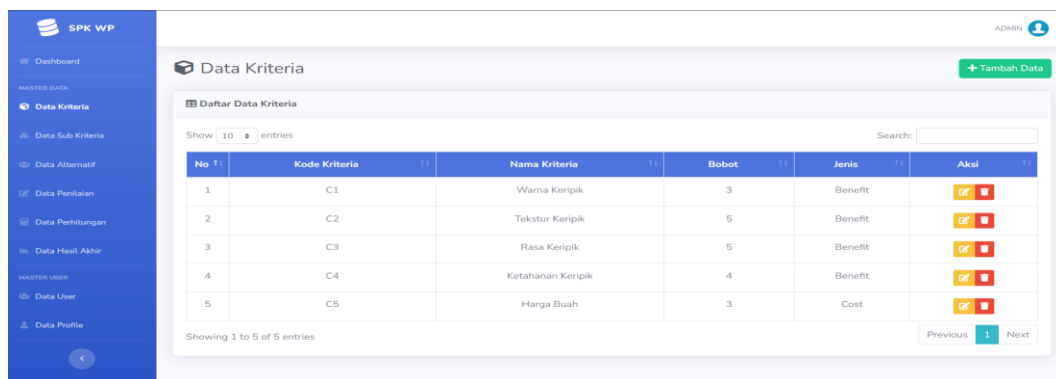 SPK WP
ADMIN
Dashboard
MASTER DATA
Data Kriteria
Data Sub Kriteria
Data Alternatif
Data Penilaian
Data Perhitungan
Data Hasil Akhir
MASTER USER
Data User
Data Profile
Data Kriteria
+ Tambah Data
Daftar Data Kriteria
Show 10 entries Search:
No Kode Kriteria Nama Kriteria Bobot Jenis Aksi
1 C1 Warna Keripik 3 Benefit
2 C2 Tekstur Keripik 5 Benefit
3 C3 Rasa Keripik 5 Benefit
4 C4 Ketahanan Keripik 4 Benefit
5 C5 Harga Buah 3 Cost
Showing 1 to 5 of 5 entries Previous 1 Next